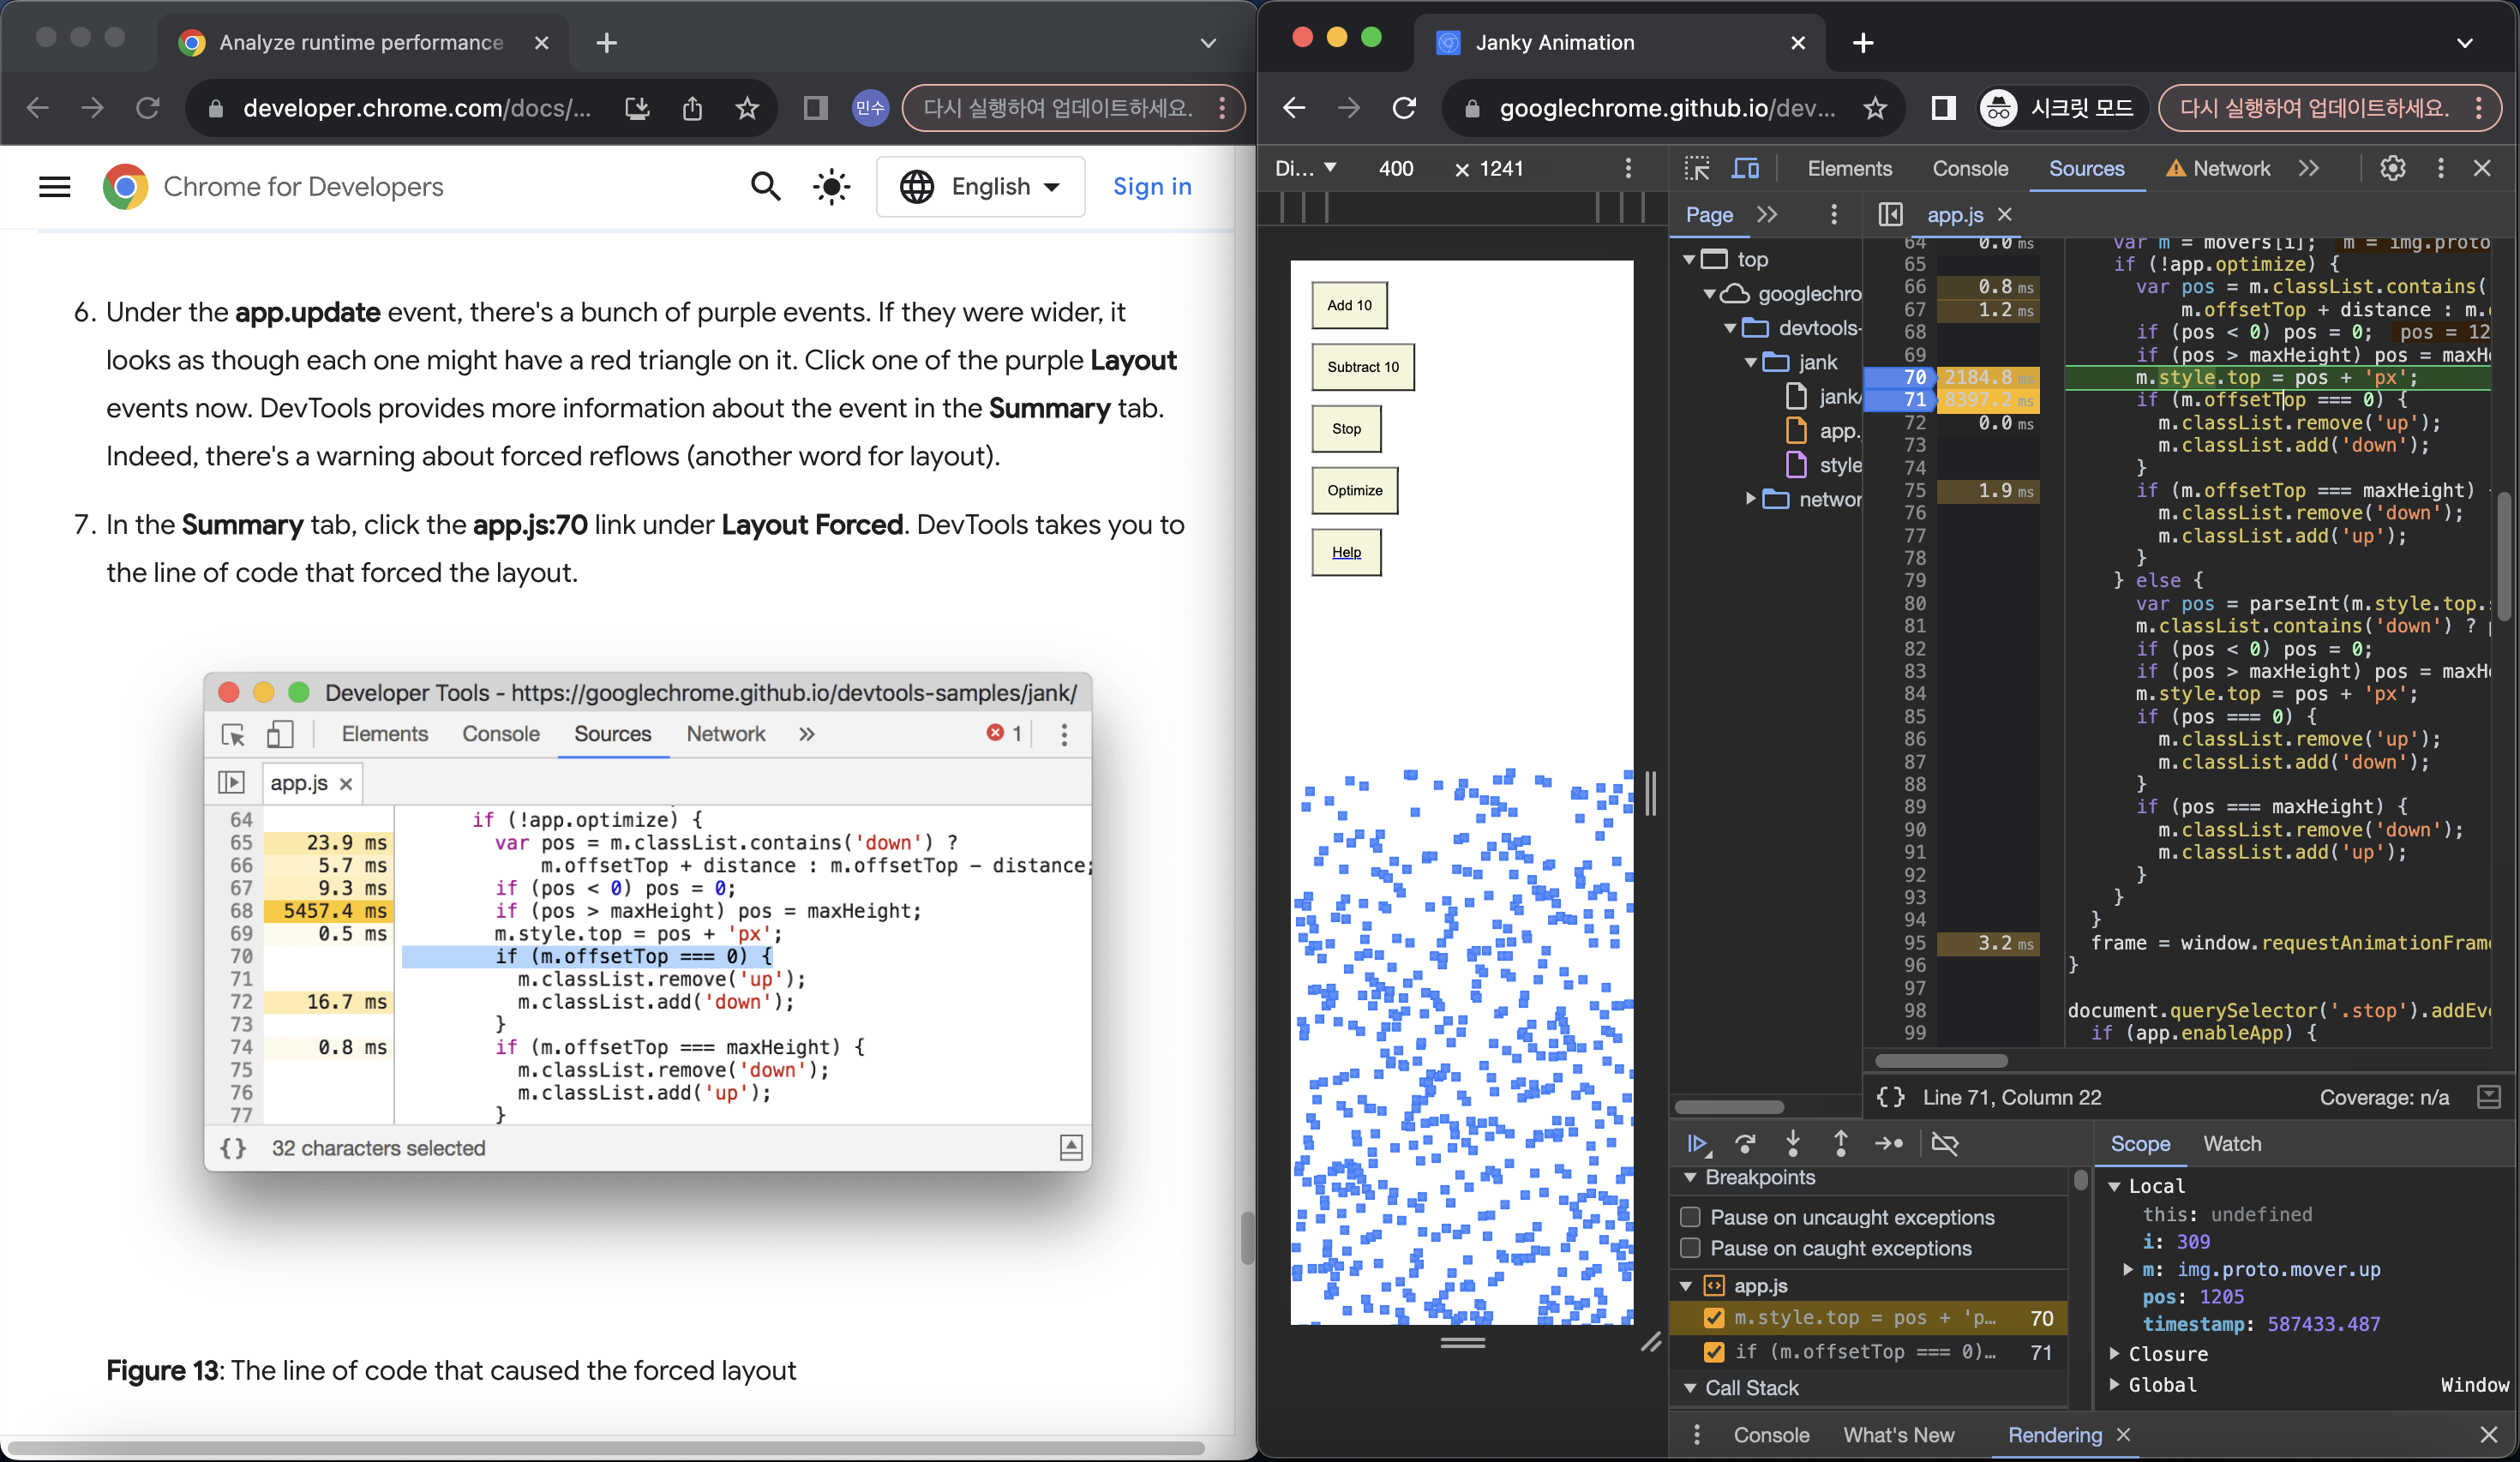 Analyze runtime performance
developer.chrome.com/docs/...
민수
다시 실행하여 업데이트하세요.
Chrome for Developers
English
Sign in
6. Under the app.update event, there's a bunch of purple events. If they were wider, it
looks as though each one might have a red triangle on it. Click one of the purple Layout
events now. DevTools provides more information about the event in the Summary tab.
Indeed, there's a warning about forced reflows (another word for layout).
7. In the Summary tab, click the app.js:70 link under Layout Forced. DevTools takes you to
the line of code that forced the layout.
Developer Tools - https://googlechrome.github.io/devtools-samples/jank/
Elements Console Sources Network 1
app.js
64 if (!app.optimize) {
65 23.9 ms var pos = m.classList.contains('down') ?
66 5.7 ms m.offsetTop + distance : m.offsetTop - distance;
67 9.3 ms if (pos < 0) pos = 0;
68 5457.4 ms if (pos > maxHeight) pos = maxHeight;
69 0.5 ms m.style.top = pos + 'px';
70 if (m.offsetTop === 0) {
71 m.classList.remove('up');
72 16.7 ms m.classList.add('down');
73 }
74 0.8 ms if (m.offsetTop === maxHeight) {
75 m.classList.remove('down');
76 m.classList.add('up');
77 }
{} 32 characters selected
Figure 13: The line of code that caused the forced layout
Janky Animation
googlechrome.github.io/dev...
시크릿 모드
다시 실행하여 업데이트하세요.
Di... 400 × 1241
Add 10
Subtract 10
Stop
Optimize
Help
Elements Console Sources Network
Page
top
googlechro
devtools-
jank
jank/
app.
style
networ
app.js
64 0.0 ms var m = movers[i]; m = img.proto
65 if (!app.optimize) {
66 0.8 ms var pos = m.classList.contains(
67 1.2 ms m.offsetTop + distance : m.
68 if (pos < 0) pos = 0; pos = 12
69 if (pos > maxHeight) pos = maxH
70 2184.8 ms m.style.top = pos + 'px';
71 8397.2 ms if (m.offsetTop === 0) {
72 0.0 ms m.classList.remove('up');
73 m.classList.add('down');
74 }
75 1.9 ms if (m.offsetTop === maxHeight)
76 m.classList.remove('down');
77 m.classList.add('up');
78 }
79 } else {
80 var pos = parseInt(m.style.top.
81 m.classList.contains('down') ?
82 if (pos < 0) pos = 0;
83 if (pos > maxHeight) pos = maxH
84 m.style.top = pos + 'px';
85 if (pos === 0) {
86 m.classList.remove('up');
87 m.classList.add('down');
88 }
89 if (pos === maxHeight) {
90 m.classList.remove('down');
91 m.classList.add('up');
92 }
93 }
94 }
95 3.2 ms frame = window.requestAnimationFram
96 }
97
98 document.querySelector('.stop').addEv
99 if (app.enableApp) {
{} Line 71, Column 22 Coverage: n/a
Breakpoints
Pause on uncaught exceptions
Pause on caught exceptions
app.js
m.style.top = pos + 'p... 70
if (m.offsetTop === 0)... 71
Call Stack
Scope Watch
Local
this: undefined
i: 309
m: img.proto.mover.up
pos: 1205
timestamp: 587433.487
Closure
Global Window
Console What's New Rendering